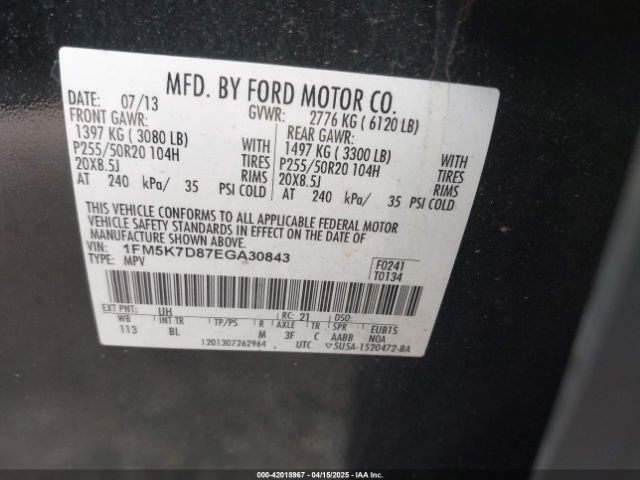 MFD. BY FORD MOTOR CO.
DATE: 07/13 GVWR: 2776 KG ( 6120 LB)
FRONT GAWR: REAR GAWR:
1397 KG ( 3080 LB) WITH 1497 KG ( 3300 LB) WITH
P255/50R20 104H TIRES P255/50R20 104H TIRES
20X8.5J RIMS 20X8.5J RIMS
AT 240 kPa/ 35 PSI COLD AT 240 kPa/ 35 PSI COLD
THIS VEHICLE CONFORMS TO ALL APPLICABLE FEDERAL MOTOR
VEHICLE SAFETY STANDARDS IN EFFECT ON THE DATE OF
MANUFACTURE SHOWN ABOVE.
VIN: 1FM5K7D87EGA30843
TYPE: MPV
F0241
T0134
EXT PNT: UH RC: 21 DSO:
WB INT TR TP/PS R AXLE TR SPR EUB15
113 BL M 3F C AABB NOA
1201307262964 UTC ▽5U5A-1520472-BA
000-42018967 04/15/2025 IAA Inc.